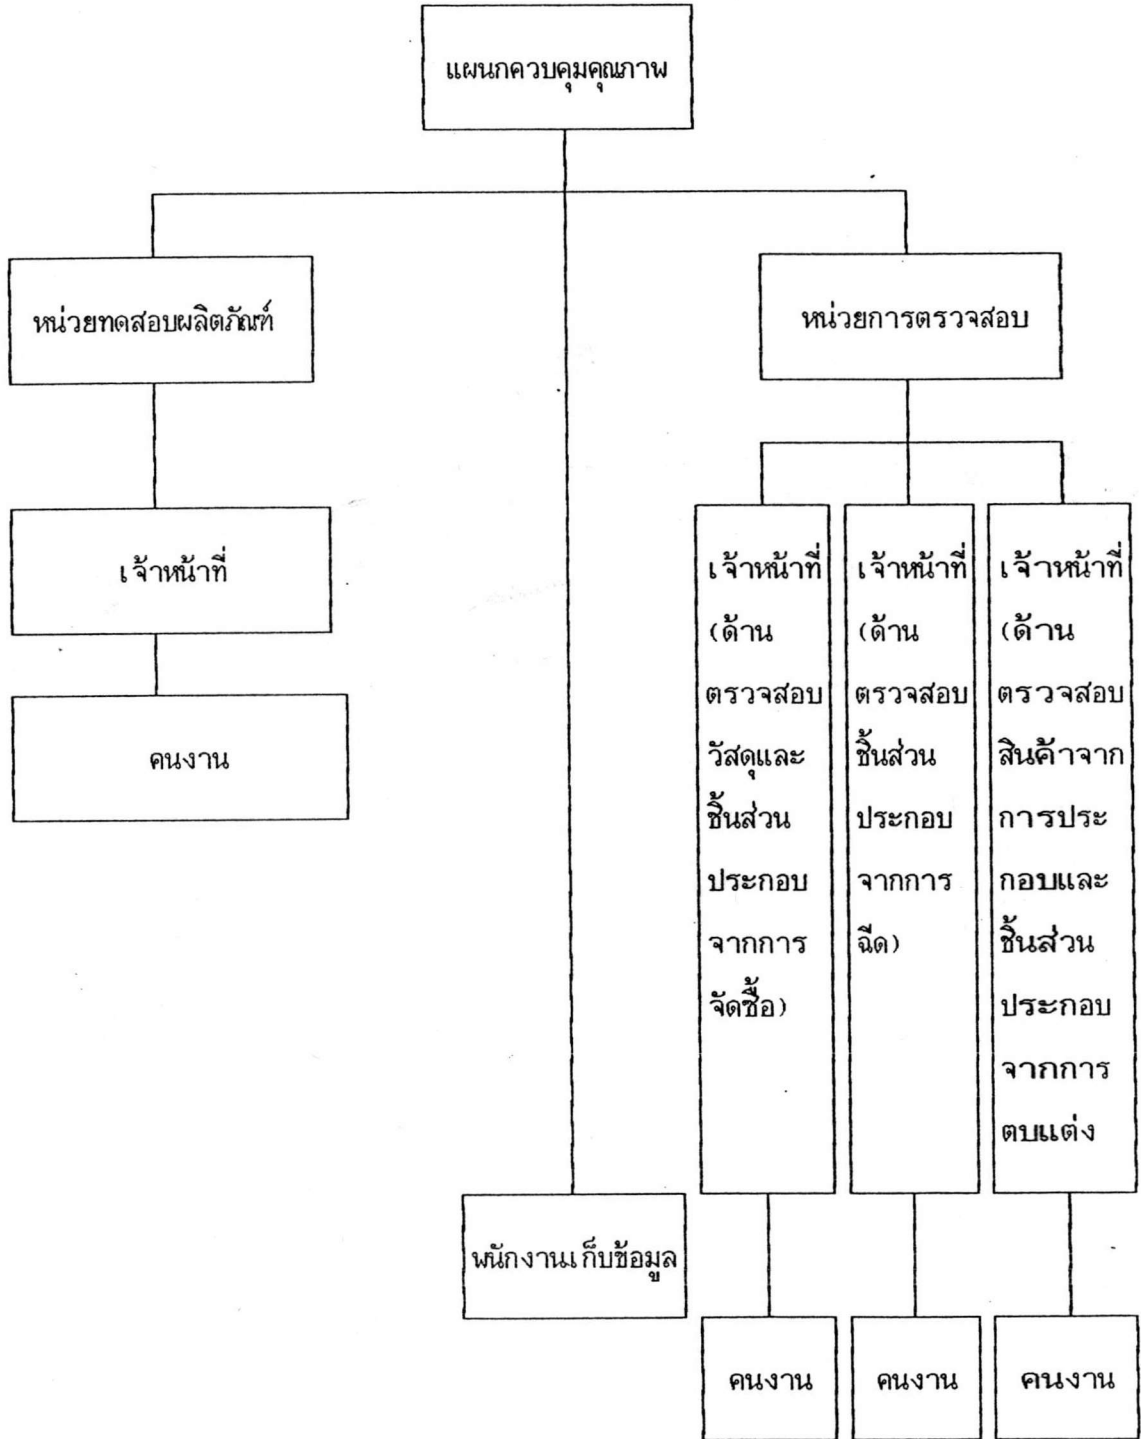 แผนกควบคุมคุณภาพ
หน่วยทดสอบผลิตภัณฑ์
หน่วยการตรวจสอบ
เจ้าหน้าที่
คนงาน
เจ้าหน้าที่
(ด้าน
ตรวจสอบ
วัสดุและ
ชิ้นส่วน
ประกอบ
จากการ
จัดซื้อ)
เจ้าหน้าที่
(ด้าน
ตรวจสอบ
ชิ้นส่วน
ประกอบ
จากการ
ฉีด)
เจ้าหน้าที่
(ด้าน
ตรวจสอบ
สินค้าจาก
การประ
กอบและ
ชิ้นส่วน
ประกอบ
จากการ
ตบแต่ง
พนักงานเก็บข้อมูล
คนงาน
คนงาน
คนงาน